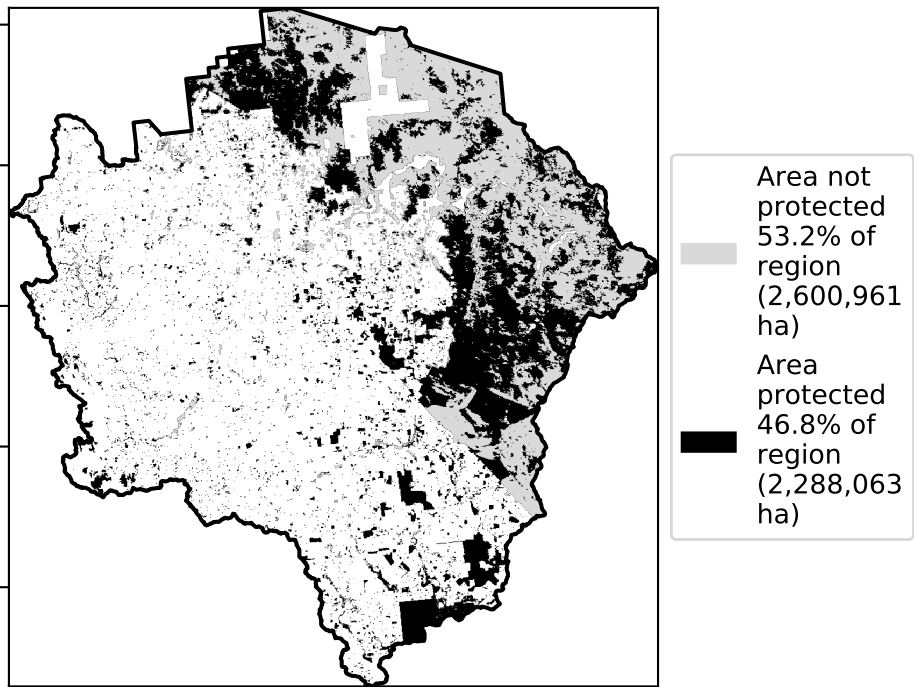 Area not
protected
53.2% of
region
(2,600,961
ha)
Area
protected
46.8% of
region
(2,288,063
ha)